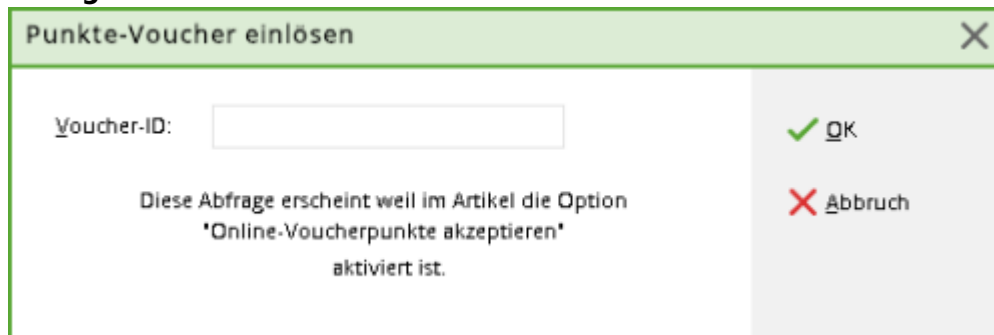 Punkte-Voucher einlösen
Voucher-ID:
OK
Diese Abfrage erscheint weil im Artikel die Option
"Online-Voucherpunkte akzeptieren"
aktiviert ist.
Abbruch